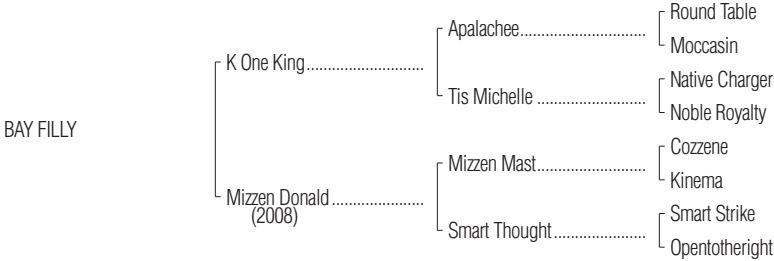 Round Table
Apalachee
Moccasin
K One King
Native Charger
Tis Michelle
Noble Royalty
BAY FILLY
Cozzene
Mizzen Mast
Kinema
Mizzen Donald
(2008)
Smart Strike
Smart Thought
Opentotheright